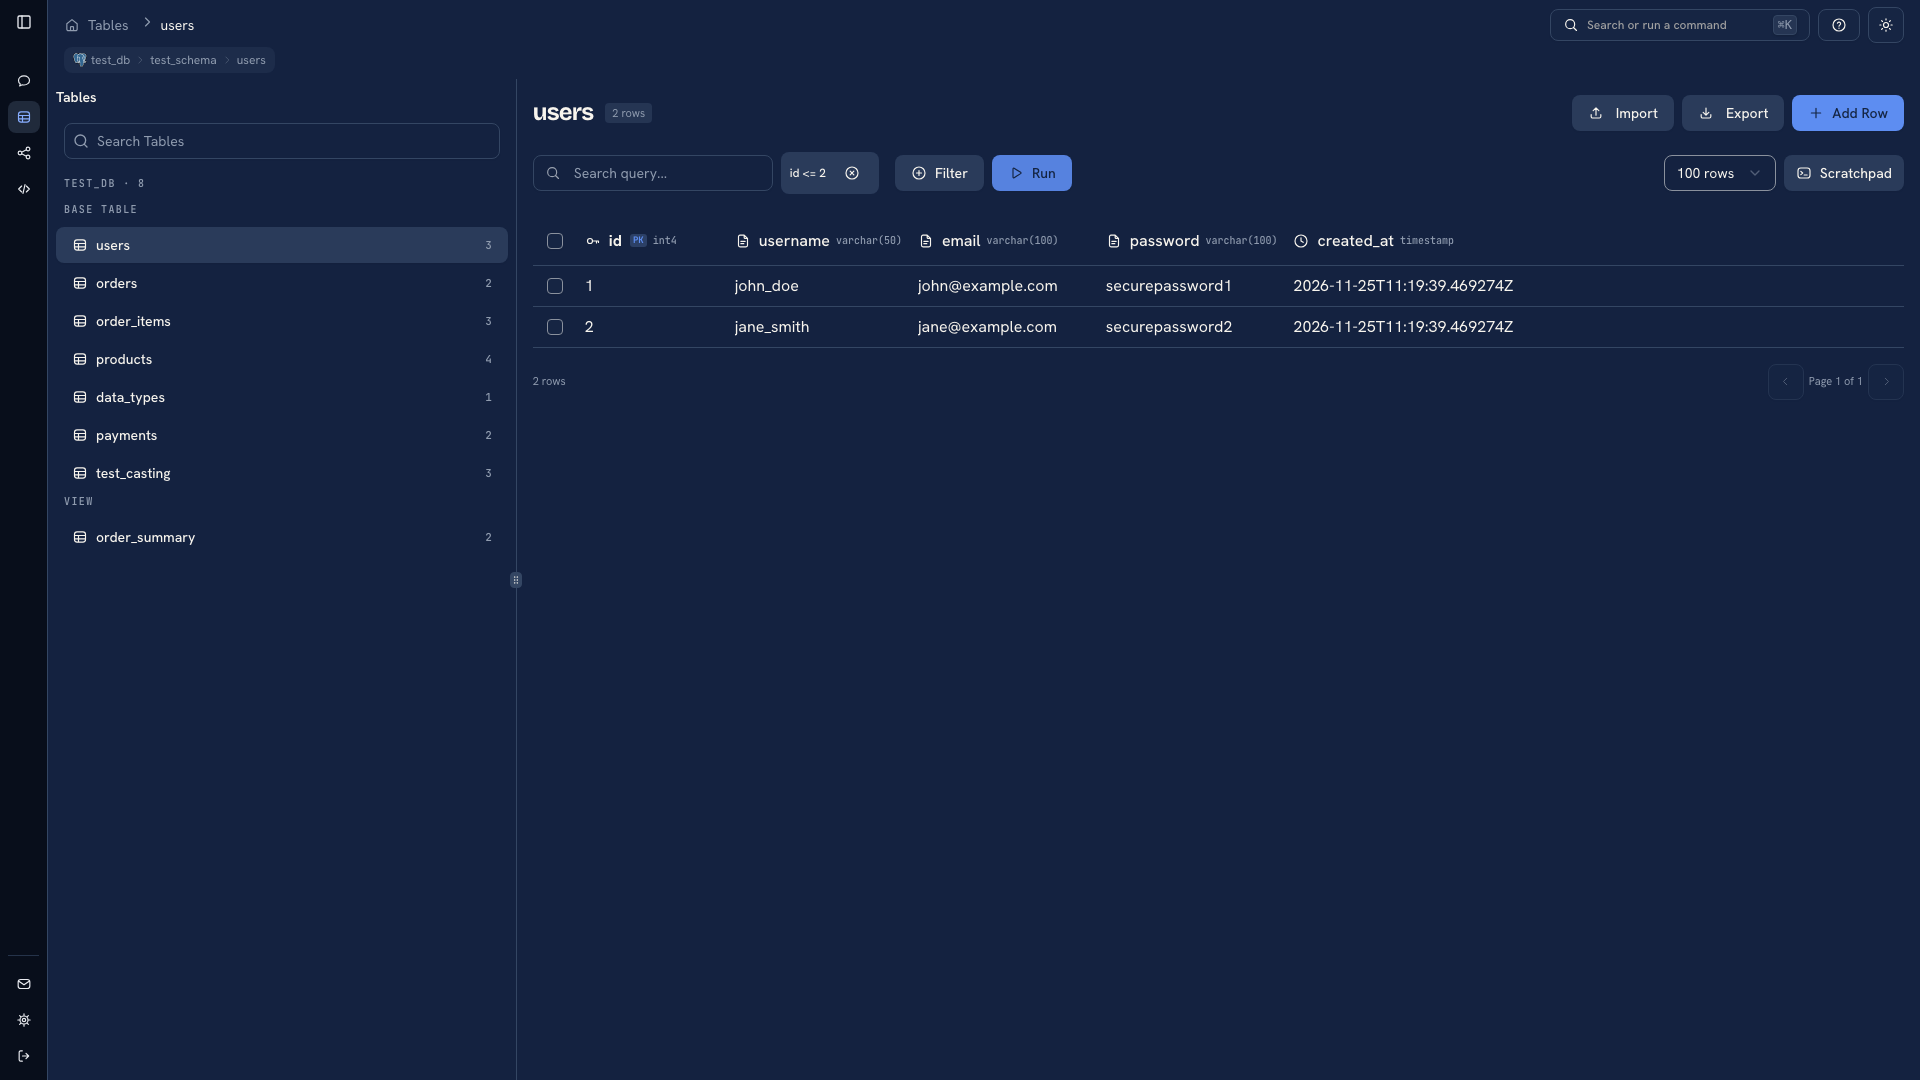 Tables > users
Search or run a command ⌘K
test_db > test_schema > users
Tables
Search Tables
TEST_DB · 8
BASE TABLE
users 3
orders 2
order_items 3
products 4
data_types 1
payments 2
test_casting 3
VIEW
order_summary 2
users 2 rows
Import Export Add Row
Search query... id <= 2 Filter Run 100 rows Scratchpad
id PK int4 username varchar(50) email varchar(100) password varchar(100) created_at timestamp
1 john_doe john@example.com securepassword1 2026-11-25T11:19:39.469274Z
2 jane_smith jane@example.com securepassword2 2026-11-25T11:19:39.469274Z
2 rows Page 1 of 1